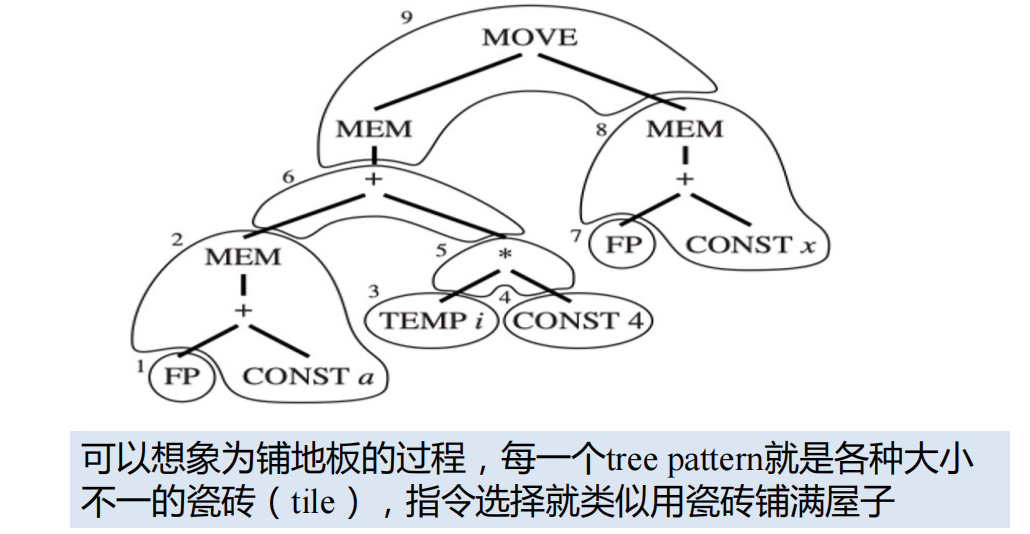 9
MOVE
MEM
8
MEM
6
+
+
2
MEM
5
*
7
FP
CONST x
3
4
+
TEMP i
CONST 4
1
FP
CONST a
可以想象为铺地板的过程，每一个tree pattern就是各种大小
不一的瓷砖（tile），指令选择就类似用瓷砖铺满屋子